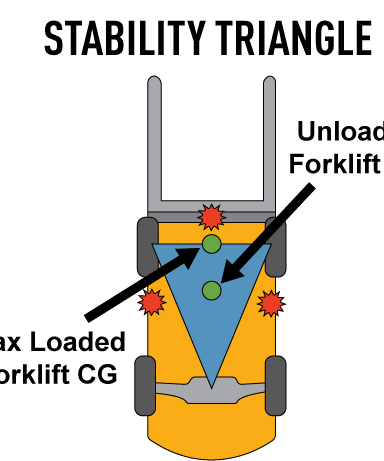 STABILITY TRIANGLE
Unload
Forklift
ax Loaded
orklift CG